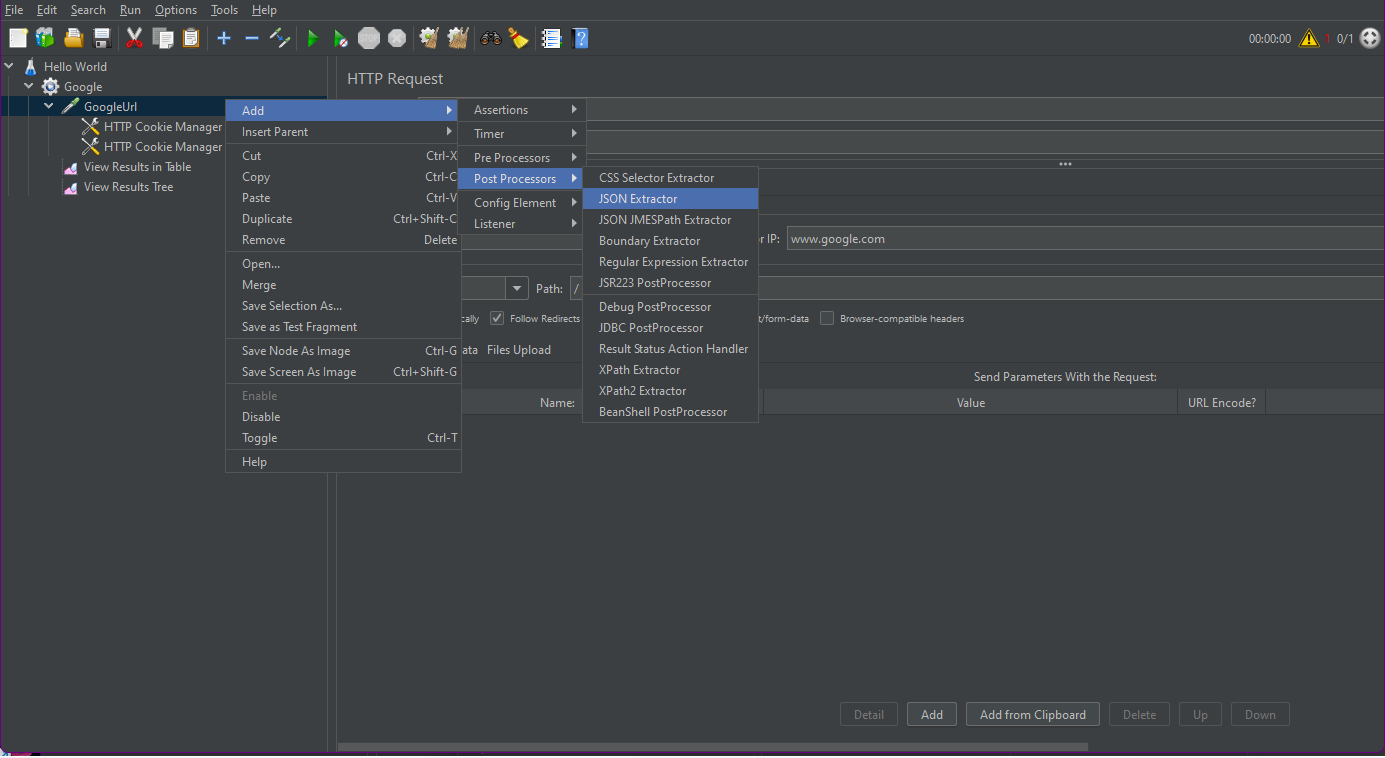 File Edit Search Run Options Tools Help
STOP 00:00:00 1 0/1
Hello World
Google
GoogleUrl
HTTP Cookie Manager
HTTP Cookie Manager
View Results in Table
View Results Tree
HTTP Request
Add
Insert Parent
Cut Ctrl-X
Copy Ctrl-C
Paste Ctrl-V
Duplicate Ctrl+Shift-C
Remove Delete
Open...
Merge
Save Selection As...
Save as Test Fragment
Save Node As Image Ctrl-G
Save Screen As Image Ctrl+Shift-G
Enable
Disable
Toggle Ctrl-T
Help
Assertions
Timer
Pre Processors
Post Processors
Config Element
Listener
CSS Selector Extractor
JSON Extractor
JSON JMESPath Extractor
Boundary Extractor
Regular Expression Extractor
JSR223 PostProcessor
Debug PostProcessor
JDBC PostProcessor
Result Status Action Handler
XPath Extractor
XPath2 Extractor
BeanShell PostProcessor
r IP: www.google.com
Path: /
cally Follow Redirects t/form-data Browser-compatible headers
ata Files Upload
Send Parameters With the Request:
Name: Value URL Encode?
Detail Add Add from Clipboard Delete Up Down